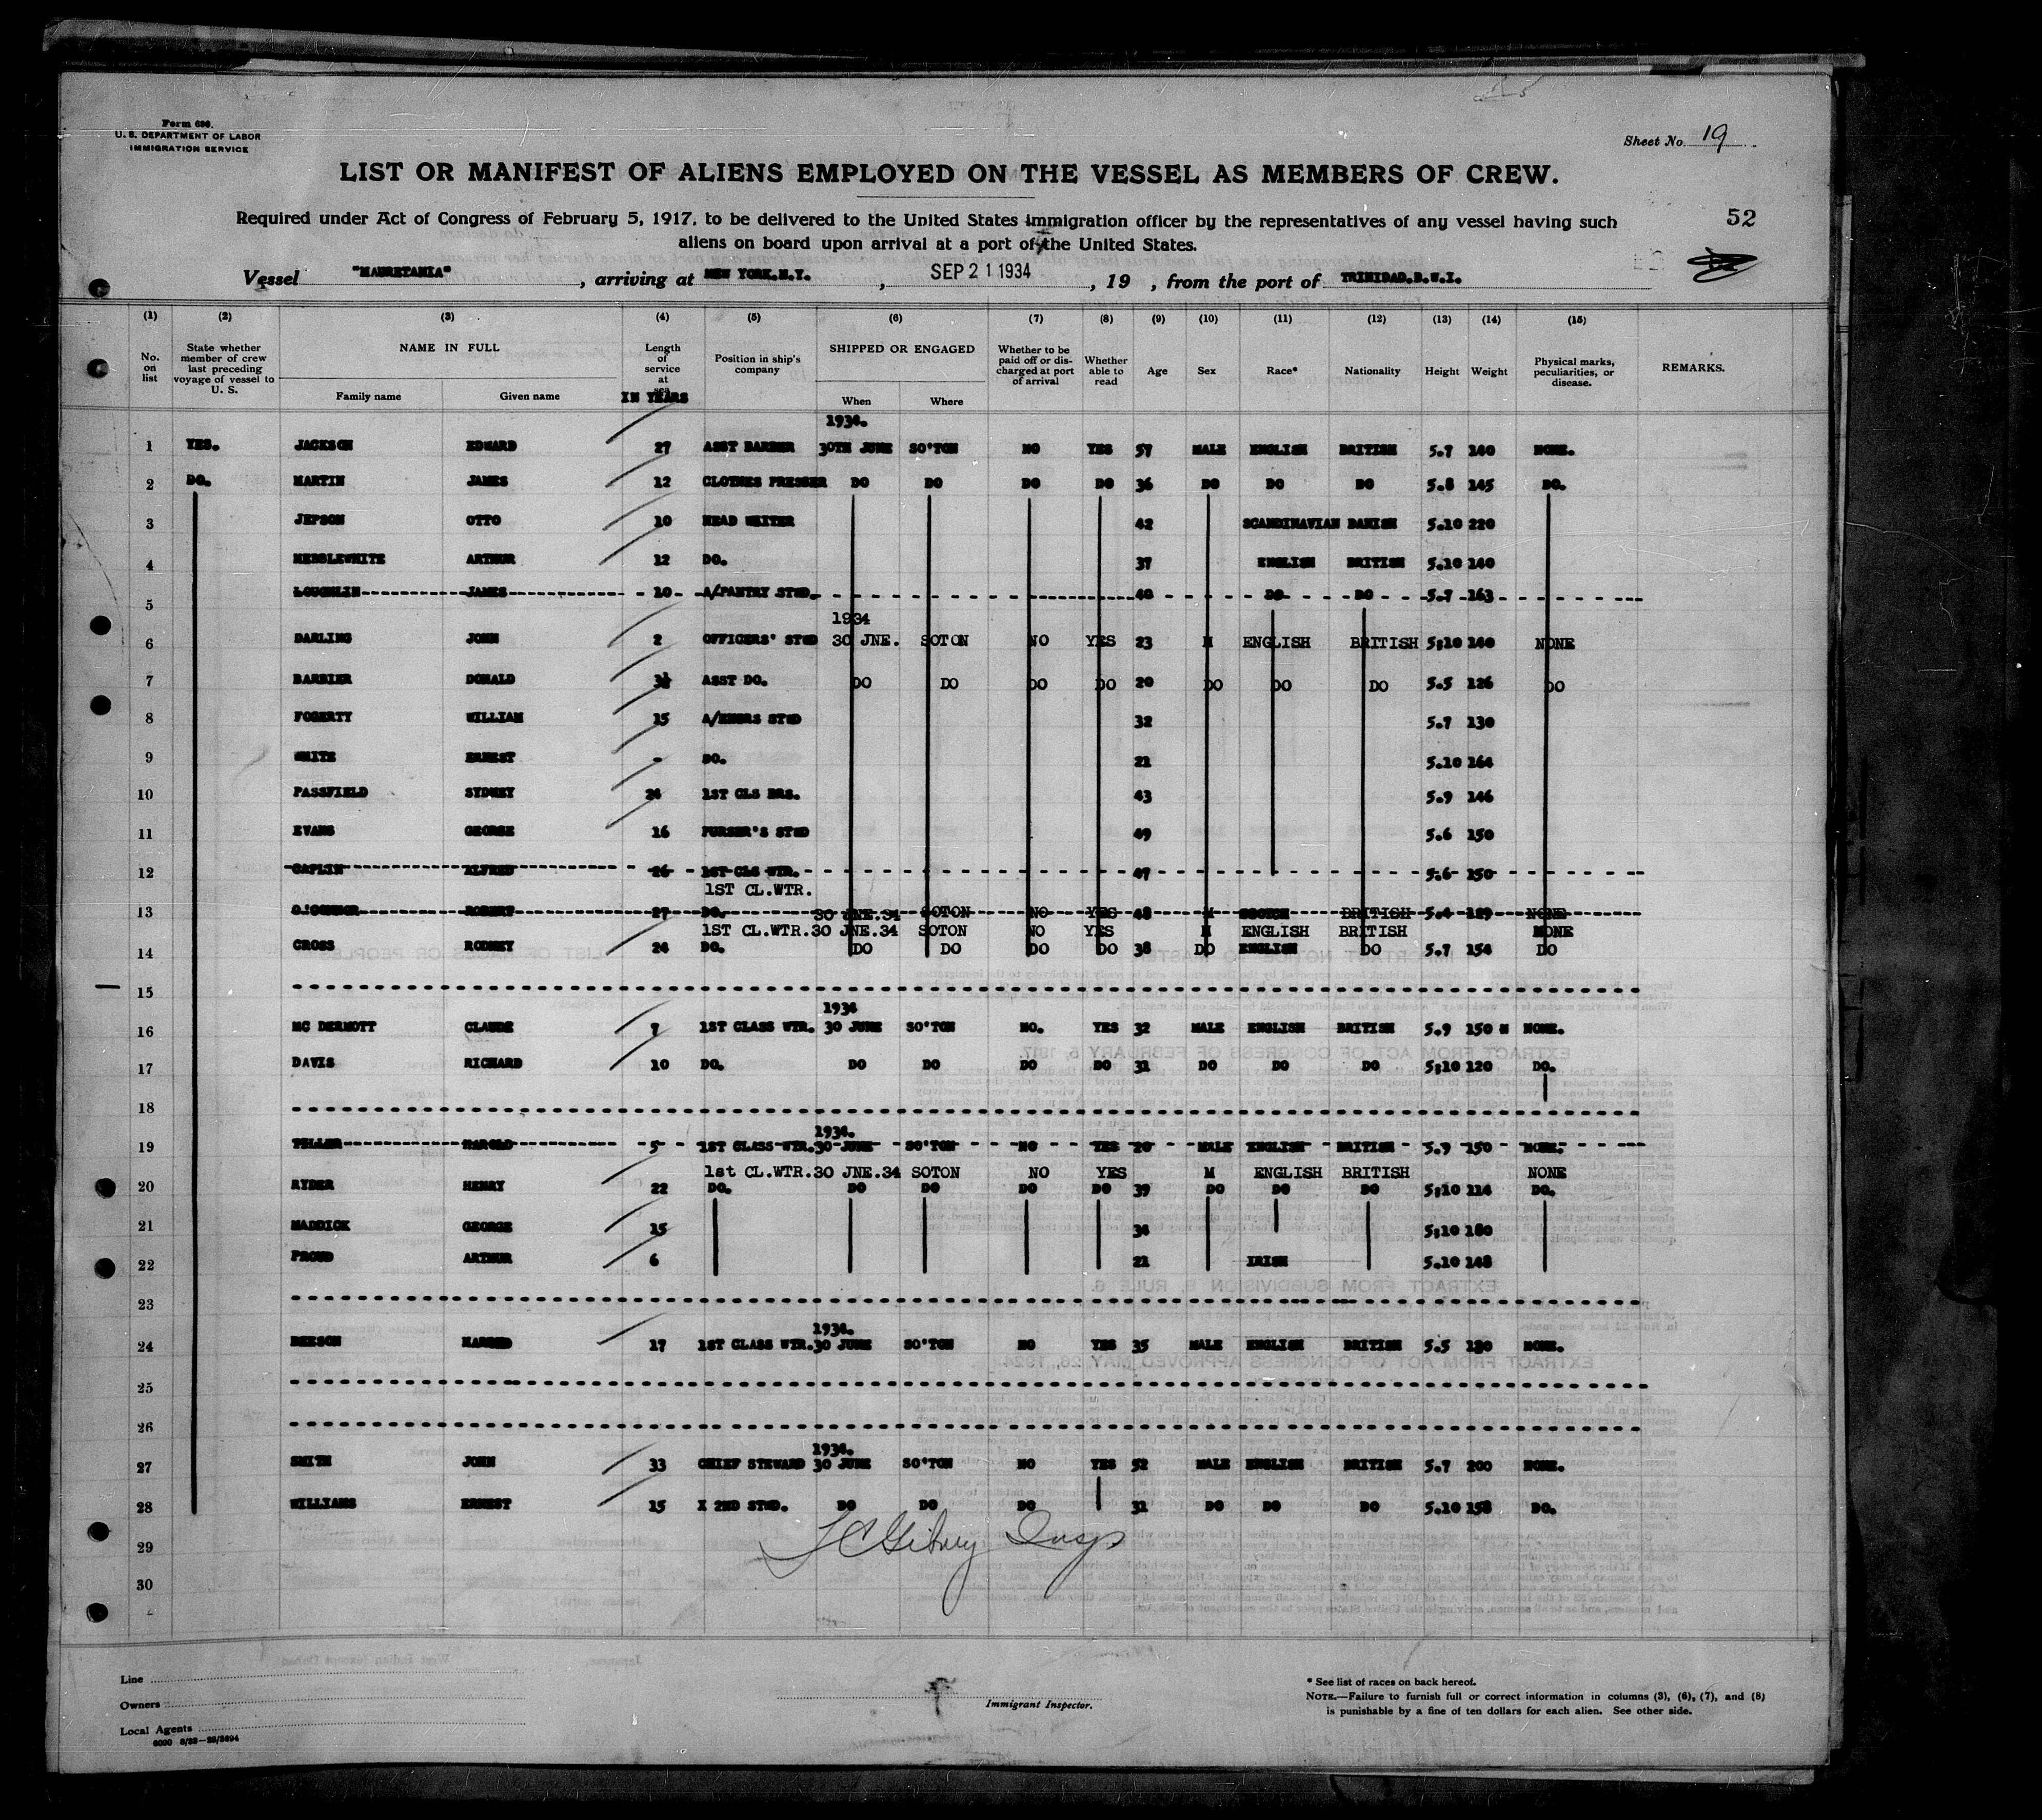 Form 689.
U. S. DEPARTMENT OF LABOR
IMMIGRATION SERVICE
Sheet No. 19
LIST OR MANIFEST OF ALIENS EMPLOYED ON THE VESSEL AS MEMBERS OF CREW.
Required under Act of Congress of February 5, 1917, to be delivered to the United States immigration officer by the representatives of any vessel having such
aliens on board upon arrival at a port of the United States.
52
Vessel "MAURETANIA", arriving at NEW YORK.N.Y., SEP 21 1934, 19 , from the port of TRINIDAD.B.W.I.
(1) (2) (3) (4) (5) (6) (7) (8) (9) (10) (11) (12) (13) (14) (15)
No. on list State whether member of crew last preceding voyage of vessel to U. S. NAME IN FULL Family name Given name Length of service at sea IN YEARS Position in ship's company SHIPPED OR ENGAGED When Where Whether to be paid off or discharged at port of arrival Whether able to read Age Sex Race* Nationality Height Weight Physical marks, peculiarities, or disease. REMARKS.
1934.
1 YES. JACKSON EDWARD 27 ASST BARBER 30TH JUNE SO'TON NO YES 57 MALE ENGLISH BRITISH 5.7 140 NONE.
2 DO. MARTIN JAMES 12 CLOTHES PRESSER DO DO DO DO 36 DO DO DO 5.8 145 DO.
3 JEPSON OTTO 10 HEAD WAITER 42 SCANDINAVIAN DANISH 5.10 220
4 HEBBLEWHITE ARTHUR 12 DO. 37 ENGLISH BRITISH 5.10 140
5 LOUGHLIN JAMES 10 A/PANTRY STWD. 40 DO DO 5.7 163
1934
6 DARLING JOHN 2 OFFICERS' STWD 30 JNE. SOTON NO YES 23 M ENGLISH BRITISH 5;10 140 NONE
7 BARBIER DONALD 3½ ASST DO. DO DO DO DO 20 DO DO DO 5.5 126 DO
8 FOGERTY WILLIAM 15 A/ENGRS STWD 32 5.7 130
9 WHITE ERNEST - DO. 21 5.10 164
10 PASSFIELD SYDNEY 24 1ST CLS BRS. 43 5.9 146
11 EVANS GEORGE 16 PURSER'S STWD 49 5.6 150
12 CAPLIN ALFRED 26 1ST CLS WTR. 47 5.6 150
1ST CL.WTR.
13 O'CONNOR ROBERT 27 DO. 30 JNE.34 SOTON NO YES 48 M SCOTCH BRITISH 5.4 129 NONE
1ST CL.WTR.30 JNE.34 SOTON NO YES M ENGLISH BRITISH NONE
14 CROSS RODNEY 24 DO. DO DO DO DO 38 DO ENGLISH DO 5.7 154 DO
15
1934
16 MC DERMOTT CLAUDE 7 1ST CLASS WTR. 30 JUNE SO'TON NO. YES 32 MALE ENGLISH BRITISH 5.9 150 NONE.
17 DAVIS RICHARD 10 DO. DO DO DO DO 31 DO DO DO 5;10 120 DO.
18
1934.
19 TELLER HAROLD 5 1ST CLASS WTR.30 JUNE SO'TON NO YES 20 MALE ENGLISH BRITISH 5.9 150 NONE.
1st CL.WTR.30 JNE.34 SOTON NO YES M ENGLISH BRITISH NONE
20 RYDER HENRY 22 DO. DO DO DO DO 39 DO DO DO 5;10 114 DO.
21 MADDICK GEORGE 15 34 5;10 180
22 PROUD ARTHUR 6 21 IRISH 5.10 148
23
1934.
24 BEESON 17 1ST CLASS WTR.30 JUNE SO'TON NO YES 35 MALE ENGLISH BRITISH 5.5 NONE.
25
26
1934.
27 SMITH JOHN 33 CHIEF STEWARD 30 JUNE SO'TON NO YES 52 MALE ENGLISH BRITISH 5.7 200 NONE.
28 WILLIAMS ERNEST 15 X 2ND STWD. DO DO DO 31 DO DO DO 5.10 158 DO.
29
30
Line
Owners
Local Agents
Immigrant Inspector.
* See list of races on back hereof.
NOTE.—Failure to furnish full or correct information in columns (3), (6), (7), and (8)
is punishable by a fine of ten dollars for each alien. See other side.